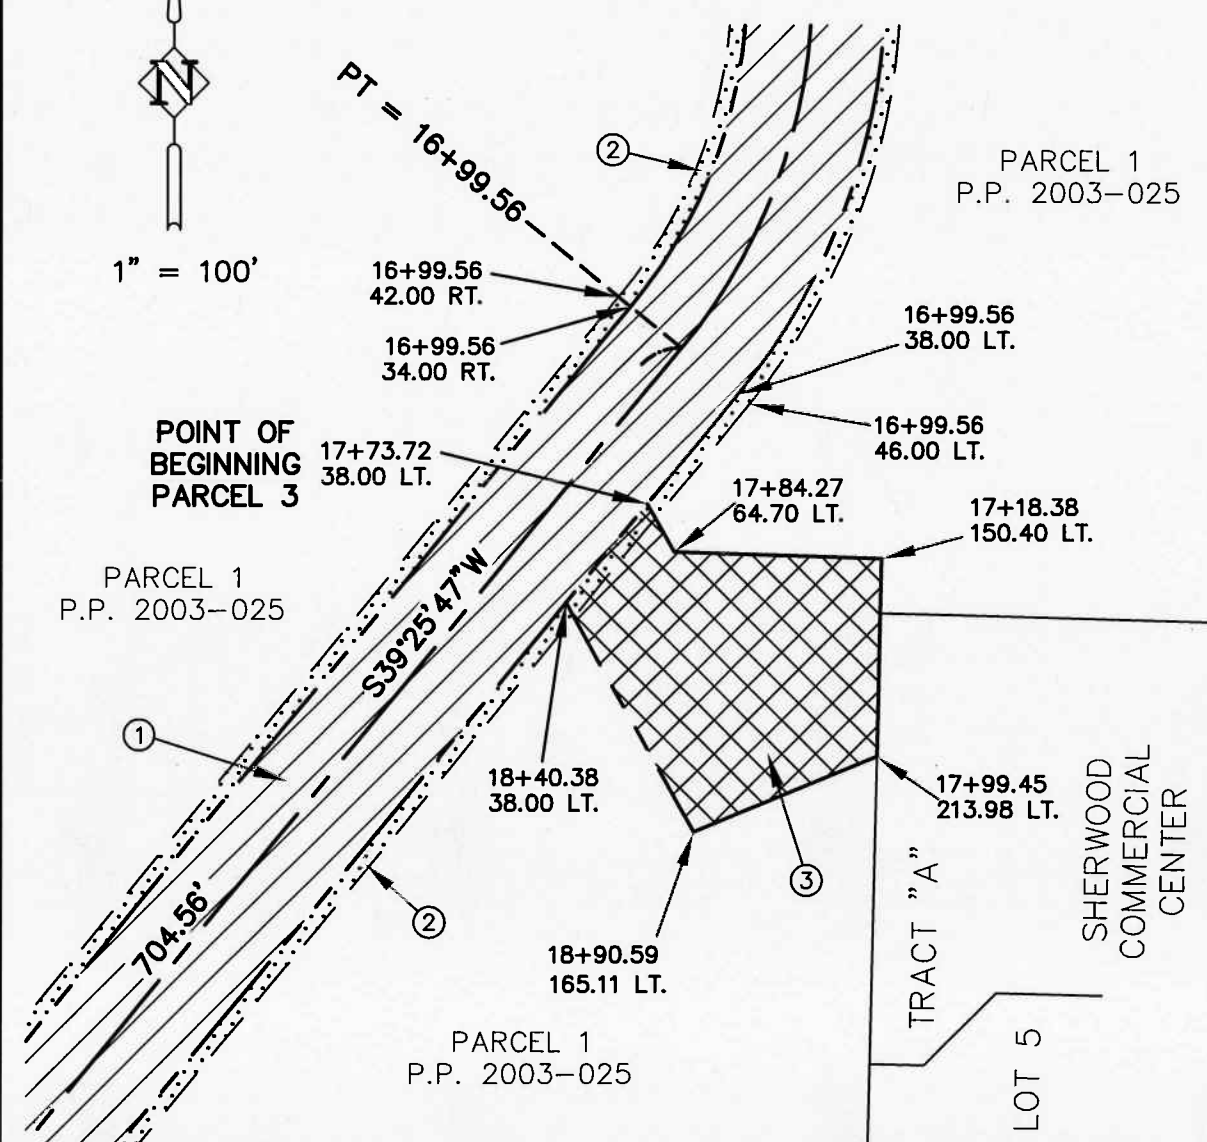 N
1" = 100'
PT = 16+99.56
2
PARCEL 1
P.P. 2003-025
16+99.56
42.00 RT.
16+99.56
34.00 RT.
16+99.56
38.00 LT.
16+99.56
46.00 LT.
POINT OF
BEGINNING
PARCEL 3
17+73.72
38.00 LT.
17+84.27
64.70 LT.
17+18.38
150.40 LT.
PARCEL 1
P.P. 2003-025
S39°25'47"W
1
18+40.38
38.00 LT.
17+99.45
213.98 LT.
SHERWOOD
COMMERCIAL
CENTER
3
704.56'
2
18+90.59
165.11 LT.
TRACT "A"
PARCEL 1
P.P. 2003-025
LOT 5